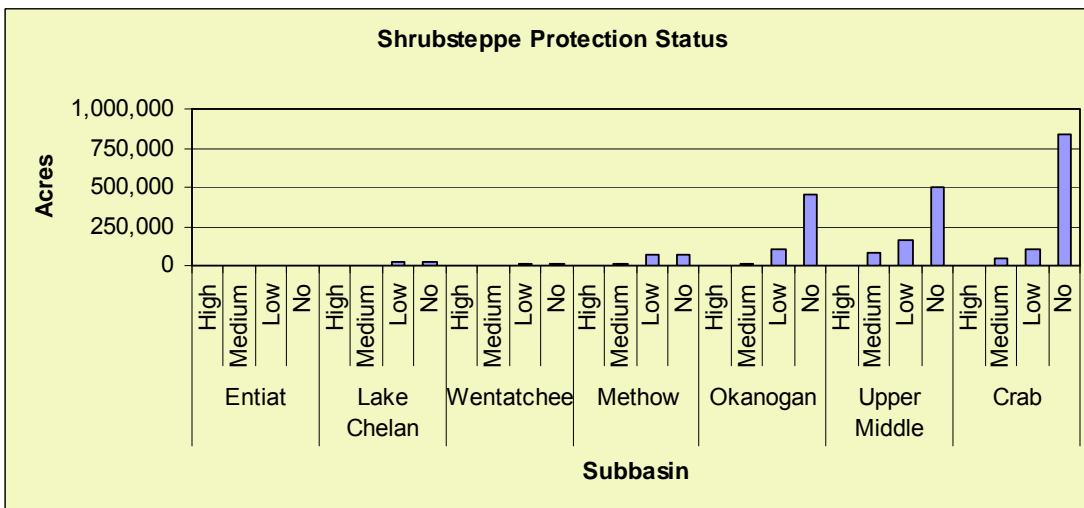 Shrubsteppe Protection Status
Acres
1,000,000
750,000
500,000
250,000
0
High Medium Low No High Medium Low No High Medium Low No High Medium Low No High Medium Low No High Medium Low No High Medium Low No
Entiat Lake Wentatchee Methow Okanogan Upper Crab
Chelan Middle
Subbasin